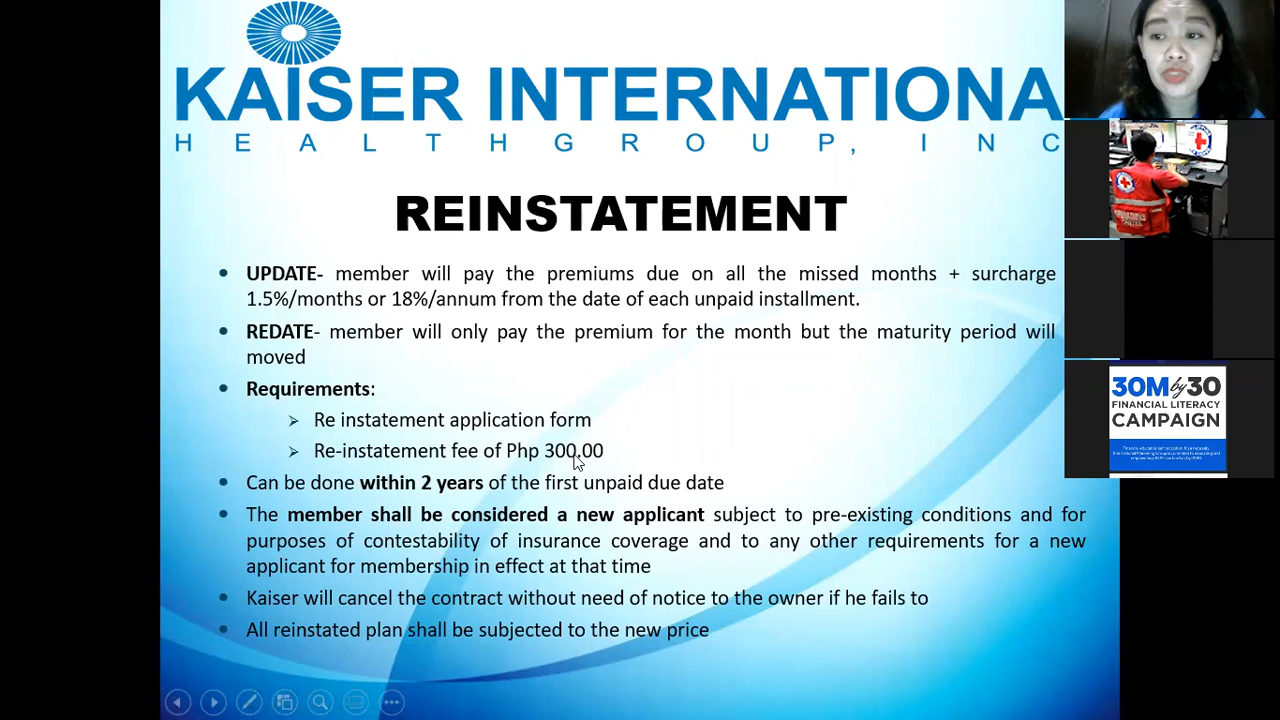 KAISER INTERNATIONA
HEALTHGROUP, INC
REINSTATEMENT
• UPDATE- member will pay the premiums due on all the missed months + surcharge
1.5%/months or 18%/annum from the date of each unpaid installment.
• REDATE- member will only pay the premium for the month but the maturity period will
moved
• Requirements:
➢ Re instatement application form
➢ Re-instatement fee of Php 300.00
• Can be done within 2 years of the first unpaid due date
• The member shall be considered a new applicant subject to pre-existing conditions and for
purposes of contestability of insurance coverage and to any other requirements for a new
applicant for membership in effect at that time
• Kaiser will cancel the contract without need of notice to the owner if he fails to
• All reinstated plan shall be subjected to the new price
OPERATIONS
CENTER
30M by 30
FINANCIAL LITERACY
CAMPAIGN